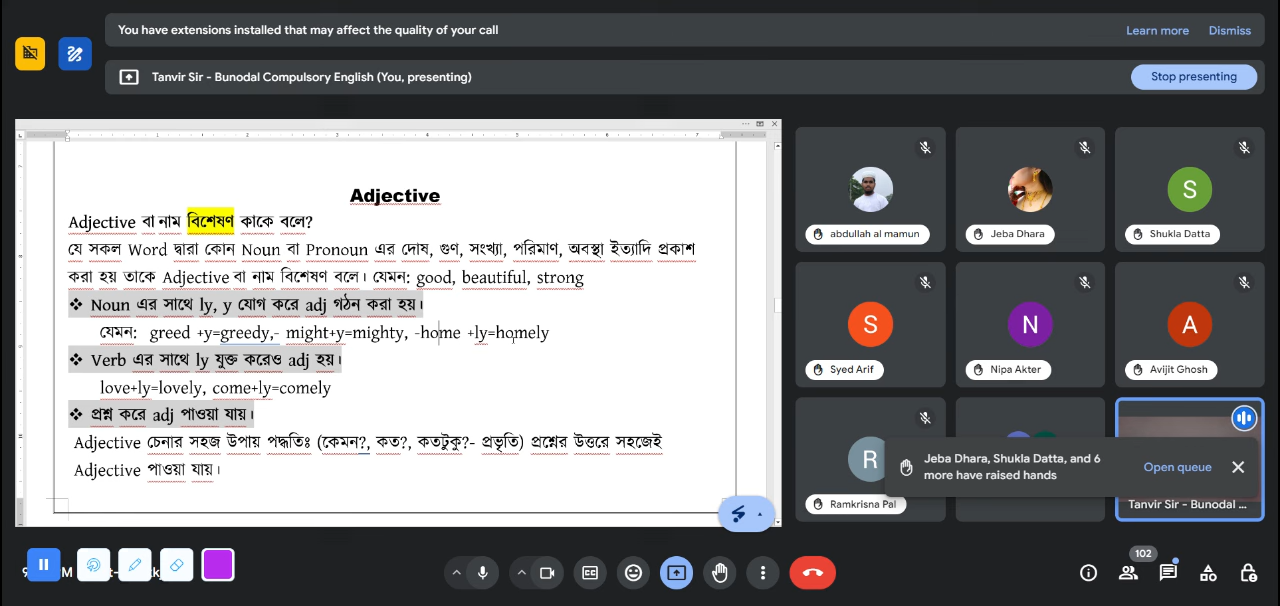 You have extensions installed that may affect the quality of your call
Learn more
Dismiss
Tanvir Sir - Bunodal Compulsory English (You, presenting)
Stop presenting
Adjective
Adjective বা নাম বিশেষণ কাকে বলে?
যে সকল Word দ্বারা কোন Noun বা Pronoun এর দোষ, গুণ, সংখ্যা, পরিমাণ, অবস্থা ইত্যাদি প্রকাশ
করা হয় তাকে Adjective বা নাম বিশেষণ বলে। যেমন: good, beautiful, strong
❖ Noun এর সাথে ly, y যোগ করে adj গঠন করা হয়।
যেমন: greed +y=greedy,- might+y=mighty, -home +ly=homely
❖ Verb এর সাথে ly যুক্ত করেও adj হয়।
love+ly=lovely, come+ly=comely
❖ প্রশ্ন করে adj পাওয়া যায়।
Adjective চেনার সহজ উপায় পদ্ধতিঃ (কেমন?, কত?, কতটুকু?- প্রভৃতি) প্রশ্নের উত্তরে সহজেই
Adjective পাওয়া যায়।
abdullah al mamun
Jeba Dhara
S
Shukla Datta
S
Syed Arif
N
Nipa Akter
A
Avijit Ghosh
R
Ramkrisna Pal
Jeba Dhara, Shukla Datta, and 6
more have raised hands
Open queue
Tanvir Sir - Bunodal ...
102